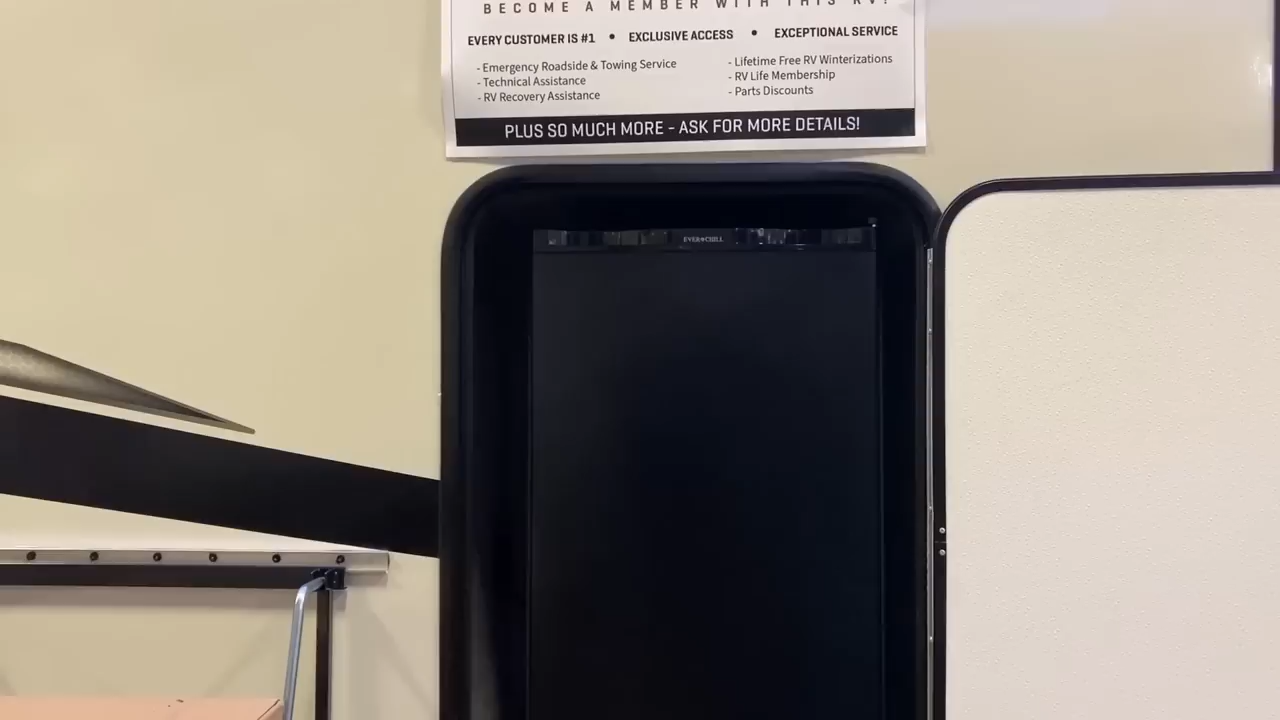 BECOME A MEMBER WITH THIS RV!
EVERY CUSTOMER IS #1 • EXCLUSIVE ACCESS • EXCEPTIONAL SERVICE
- Emergency Roadside & Towing Service
- Technical Assistance
- RV Recovery Assistance
- Lifetime Free RV Winterizations
- RV Life Membership
- Parts Discounts
PLUS SO MUCH MORE - ASK FOR MORE DETAILS!
EVER CHILL